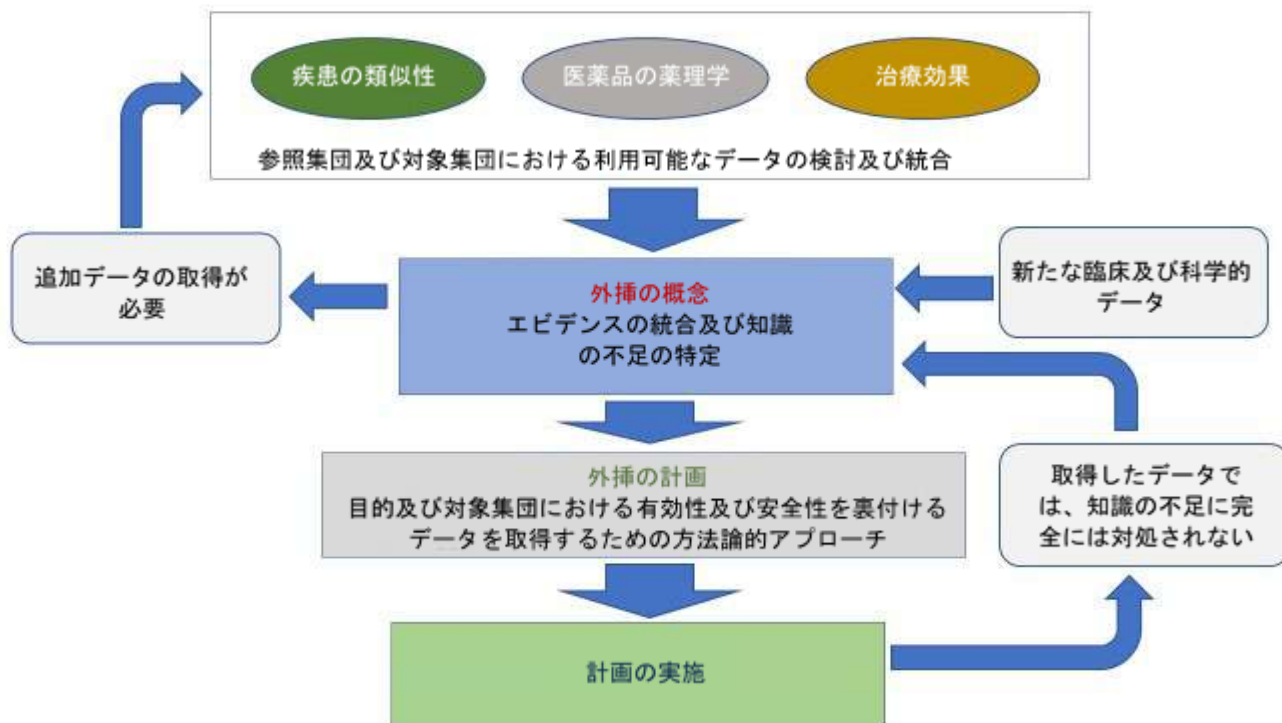 疾患の類似性
医薬品の薬理学
治療効果
参照集団及び対象集団における利用可能なデータの検討及び統合
追加データの取得が
必要
外挿の概念
エビデンスの統合及び知識
の不足の特定
新たな臨床及び科学的
データ
外挿の計画
目的及び対象集団における有効性及び安全性を裏付ける
データを取得するための方法論的アプローチ
取得したデータで
は、知識の不足に完
全には対処されない
計画の実施